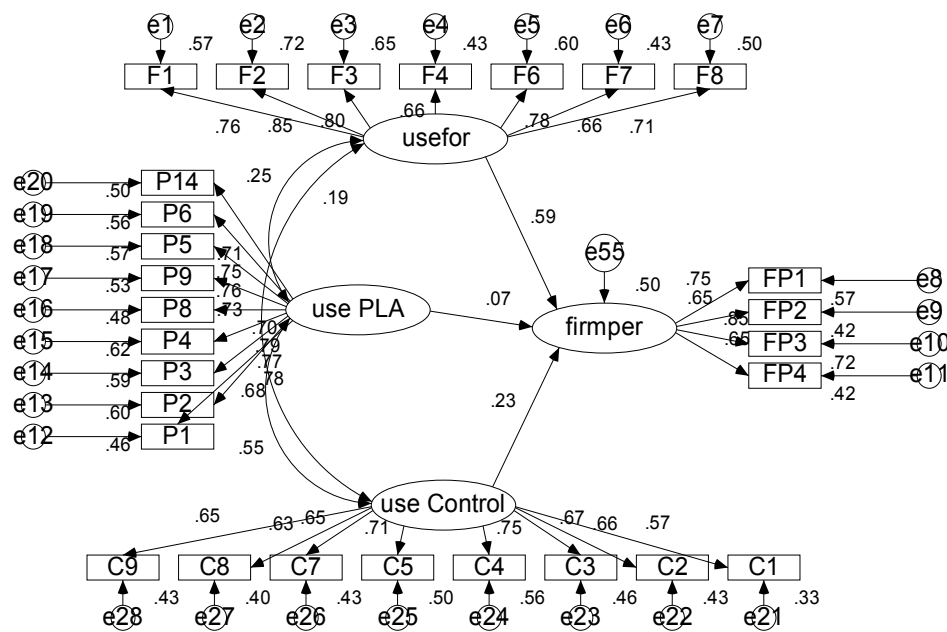 e1 e2 e3 e4 e5 e6 e7
.57 .72 .65 .43 .60 .43 .50
F1 F2 F3 F4 F6 F7 F8
.76 .85 .80 .66 .78 .66 .71
usefor
.25 .19
e20 .50 P14
e19 .56 P6
e18 .57 P5
e17 .53 P9
e16 .48 P8
e15 .62 P4
e14 .59 P3
e13 .60 P2
e12 .46 P1
.71
.75
.76
.73
.70
.79
.77
.78
.68
use PLA
.07
.59
e55
.50
firmper
.75
.65
.85
.65
FP1 .57 e8
FP2 .42 e9
FP3 .72 e10
FP4 .42 e11
.23
.55
use Control
.65 .63 .65 .71 .75 .67 .66 .57
C9 C8 C7 C5 C4 C3 C2 C1
.43 .40 .43 .50 .56 .46 .43 .33
e28 e27 e26 e25 e24 e23 e22 e21